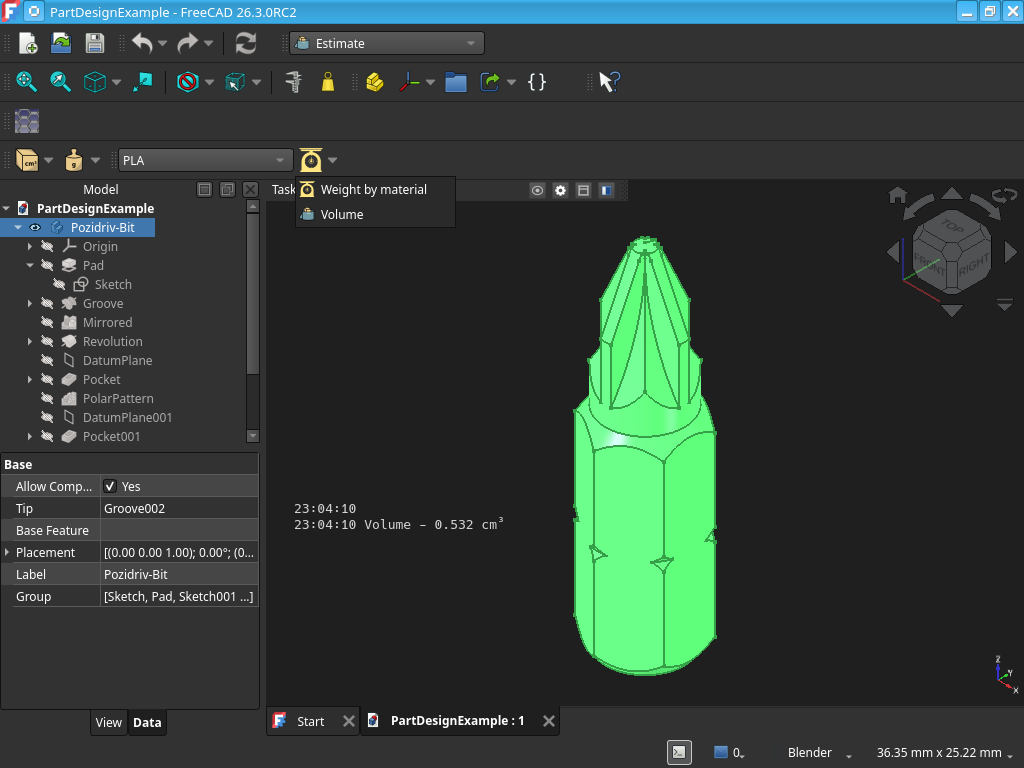 PartDesignExample - FreeCAD 26.3.0RC2
Estimate
{}
cm³
g
PLA
Weight by material
Volume
Model
Task
PartDesignExample
Pozidriv-Bit
Origin
Pad
Sketch
Groove
Mirrored
Revolution
DatumPlane
Pocket
PolarPattern
DatumPlane001
Pocket001
TOP
FRONT
RIGHT
Base
Allow Comp... Yes
Tip Groove002
Base Feature
Placement [(0.00 0.00 1.00); 0.00°; (0...
Label Pozidriv-Bit
Group [Sketch, Pad, Sketch001 ...]
23:04:10
23:04:10 Volume - 0.532 cm³
Z
Y
X
View Data
Start
PartDesignExample : 1
0
Blender
36.35 mm x 25.22 mm